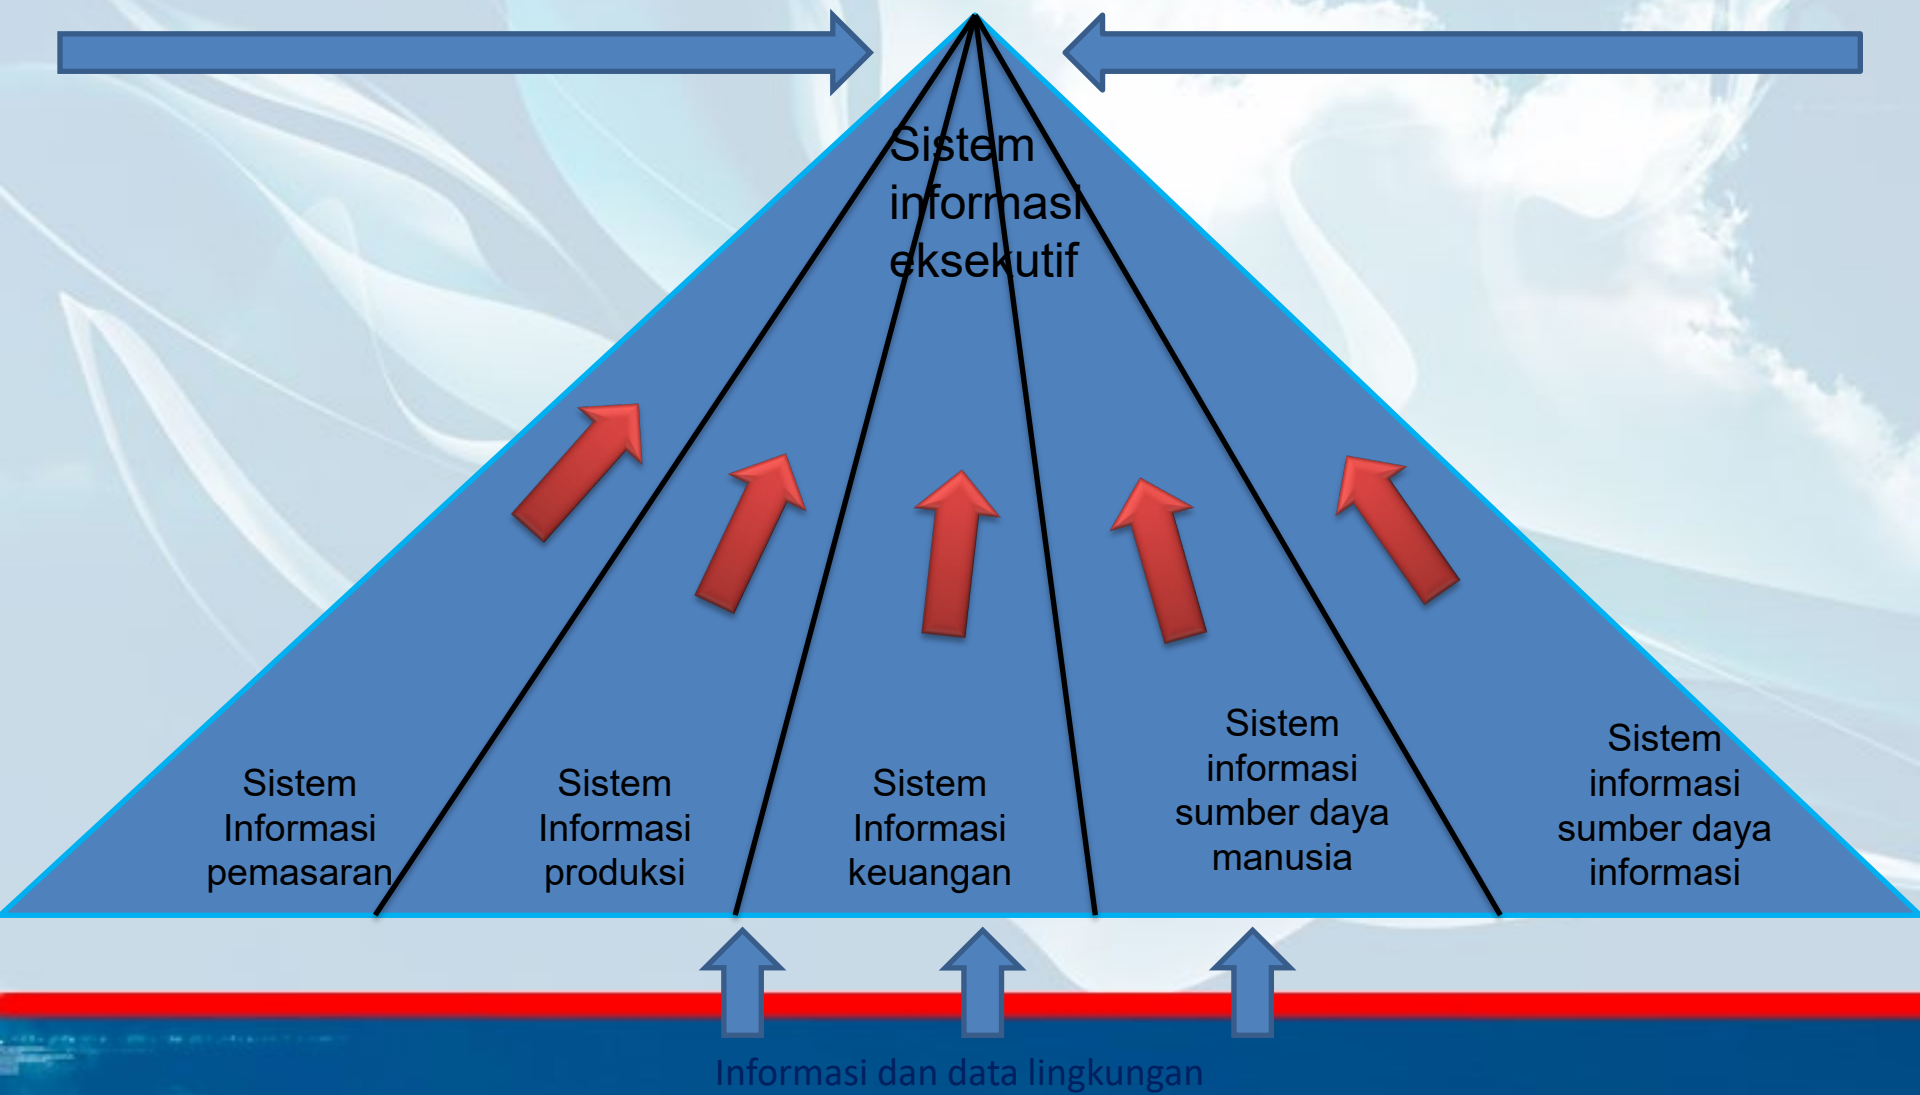 Sistem
informasi
eksekutif
Sistem
Informasi
pemasaran
Sistem
Informasi
produksi
Sistem
Informasi
keuangan
Sistem
informasi
sumber daya
manusia
Sistem
informasi
sumber daya
informasi
Informasi dan data lingkungan